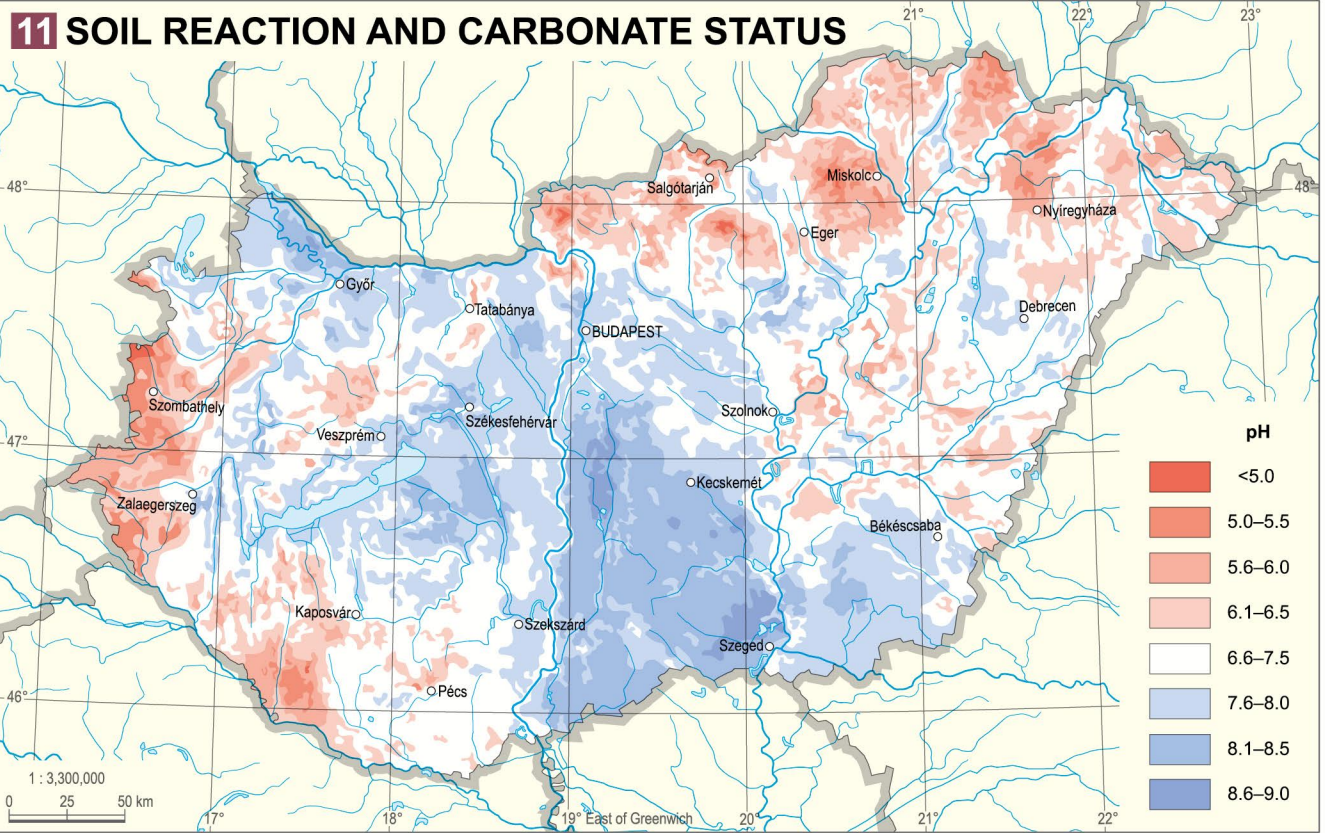 11 SOIL REACTION AND CARBONATE STATUS
21°
22°
23°
48°
48°
Salgótarján
Miskolc
Nyíregyháza
Eger
Győr
Tatabánya
Debrecen
BUDAPEST
Szombathely
Székesfehérvár
Szolnok
47°
Veszprém
Kecskemét
Zalaegerszeg
Békéscsaba
Kaposvár
Szekszárd
Szeged
46°
Pécs
pH
<5.0
5.0–5.5
5.6–6.0
6.1–6.5
6.6–7.5
7.6–8.0
8.1–8.5
8.6–9.0
1 : 3,300,000
0 25 50 km
17° 18° 19° East of Greenwich 20° 21° 22°